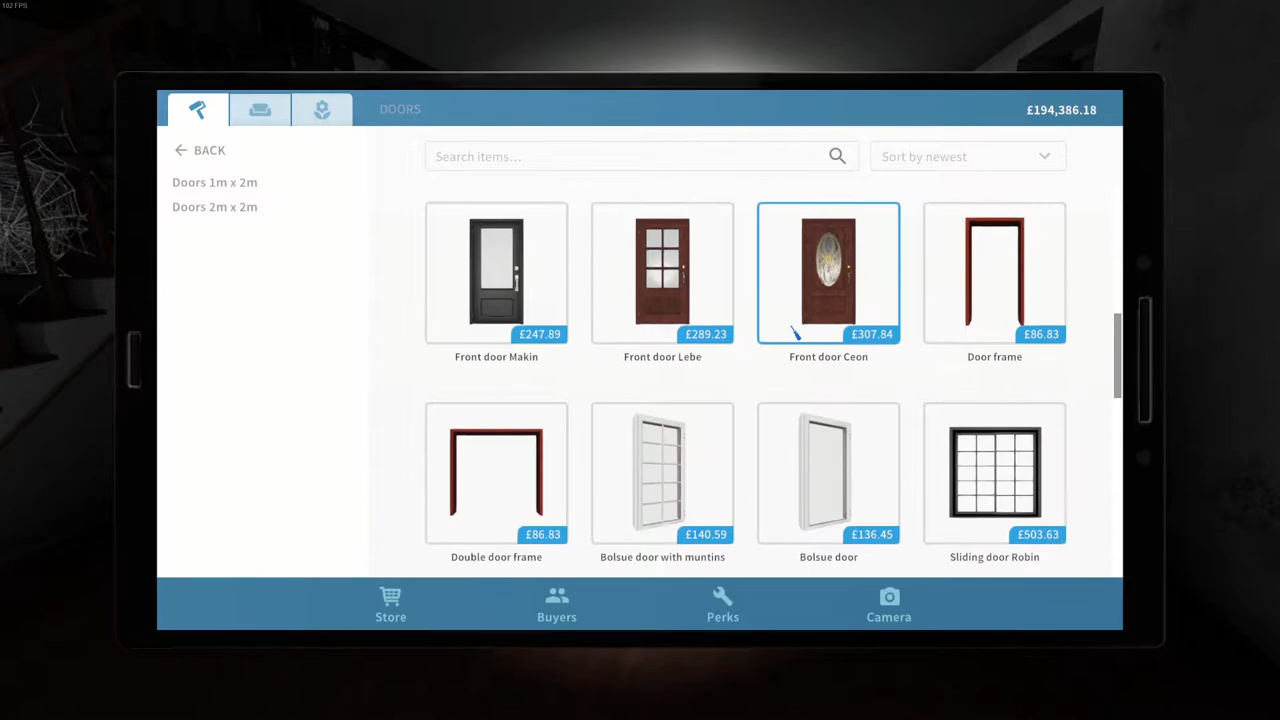 102 FPS
DOORS
£194,386.18
BACK
Search items...
Sort by newest
Doors 1m x 2m
Doors 2m x 2m
£247.89
£289.23
£307.84
£86.83
Front door Makin
Front door Lebe
Front door Ceon
Door frame
£86.83
£140.59
£136.45
£503.63
Double door frame
Bolsue door with muntins
Bolsue door
Sliding door Robin
Store
Buyers
Perks
Camera